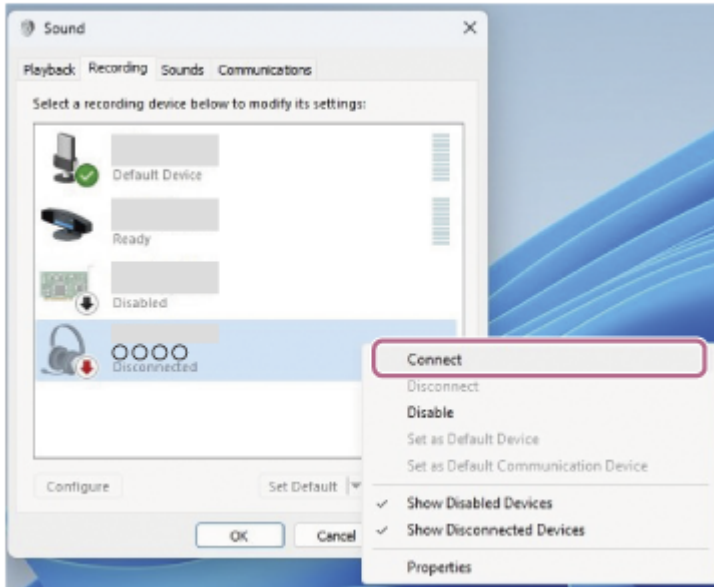 Sound
Playback Recording Sounds Communications
Select a recording device below to modify its settings:
Default Device
Ready
Disabled
○○○○
Disconnected
Configure
Set Default
OK
Cancel
Connect
Disconnect
Disable
Set as Default Device
Set as Default Communication Device
Show Disabled Devices
Show Disconnected Devices
Properties